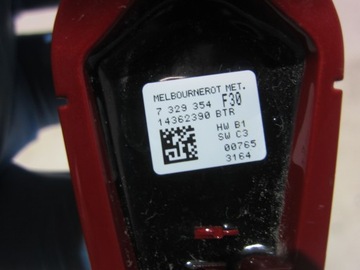 MELBOURNEROT MET.
7 329 354 F30
14362390 BTR
HW B1
SW C3
00765
3164